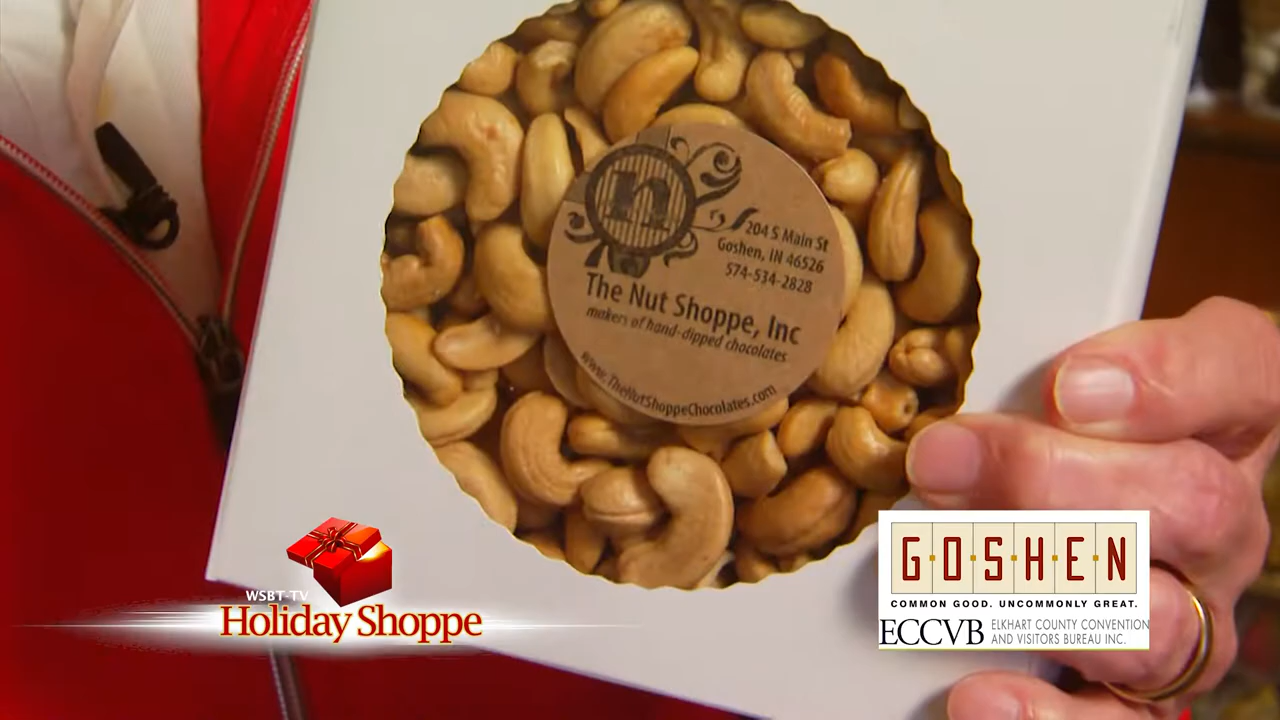 n
204 S Main St
Goshen, IN 46526
574-534-2828
The Nut Shoppe, Inc
makers of hand-dipped chocolates
www.TheNutShoppeChocolates.com
WSBT-TV
Holiday Shoppe
G·O·S·H·E·N
COMMON GOOD. UNCOMMONLY GREAT.
ECCVB ELKHART COUNTY CONVENTION
AND VISITORS BUREAU INC.